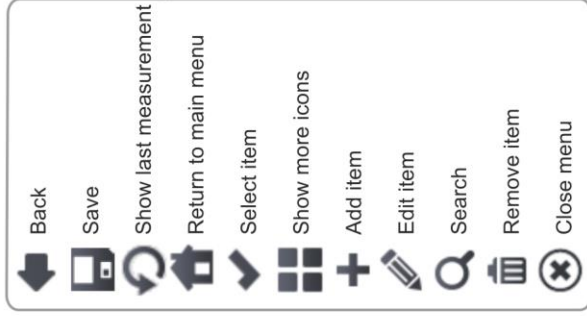 Back
Save
Show last measurement
Return to main menu
Select item
Show more icons
Add item
Edit item
Search
Remove item
Close menu